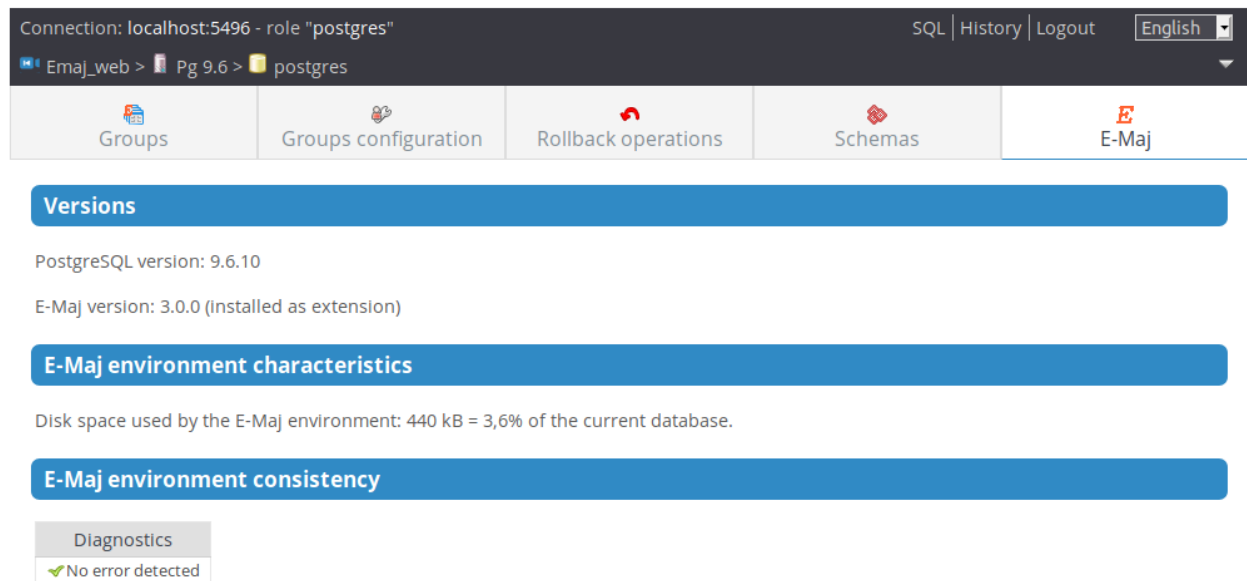 Connection: localhost:5496 - role "postgres" SQL | History | Logout English
Emaj_web > Pg 9.6 > postgres
Groups Groups configuration Rollback operations Schemas E-Maj
Versions
PostgreSQL version: 9.6.10
E-Maj version: 3.0.0 (installed as extension)
E-Maj environment characteristics
Disk space used by the E-Maj environment: 440 kB = 3,6% of the current database.
E-Maj environment consistency
Diagnostics
No error detected